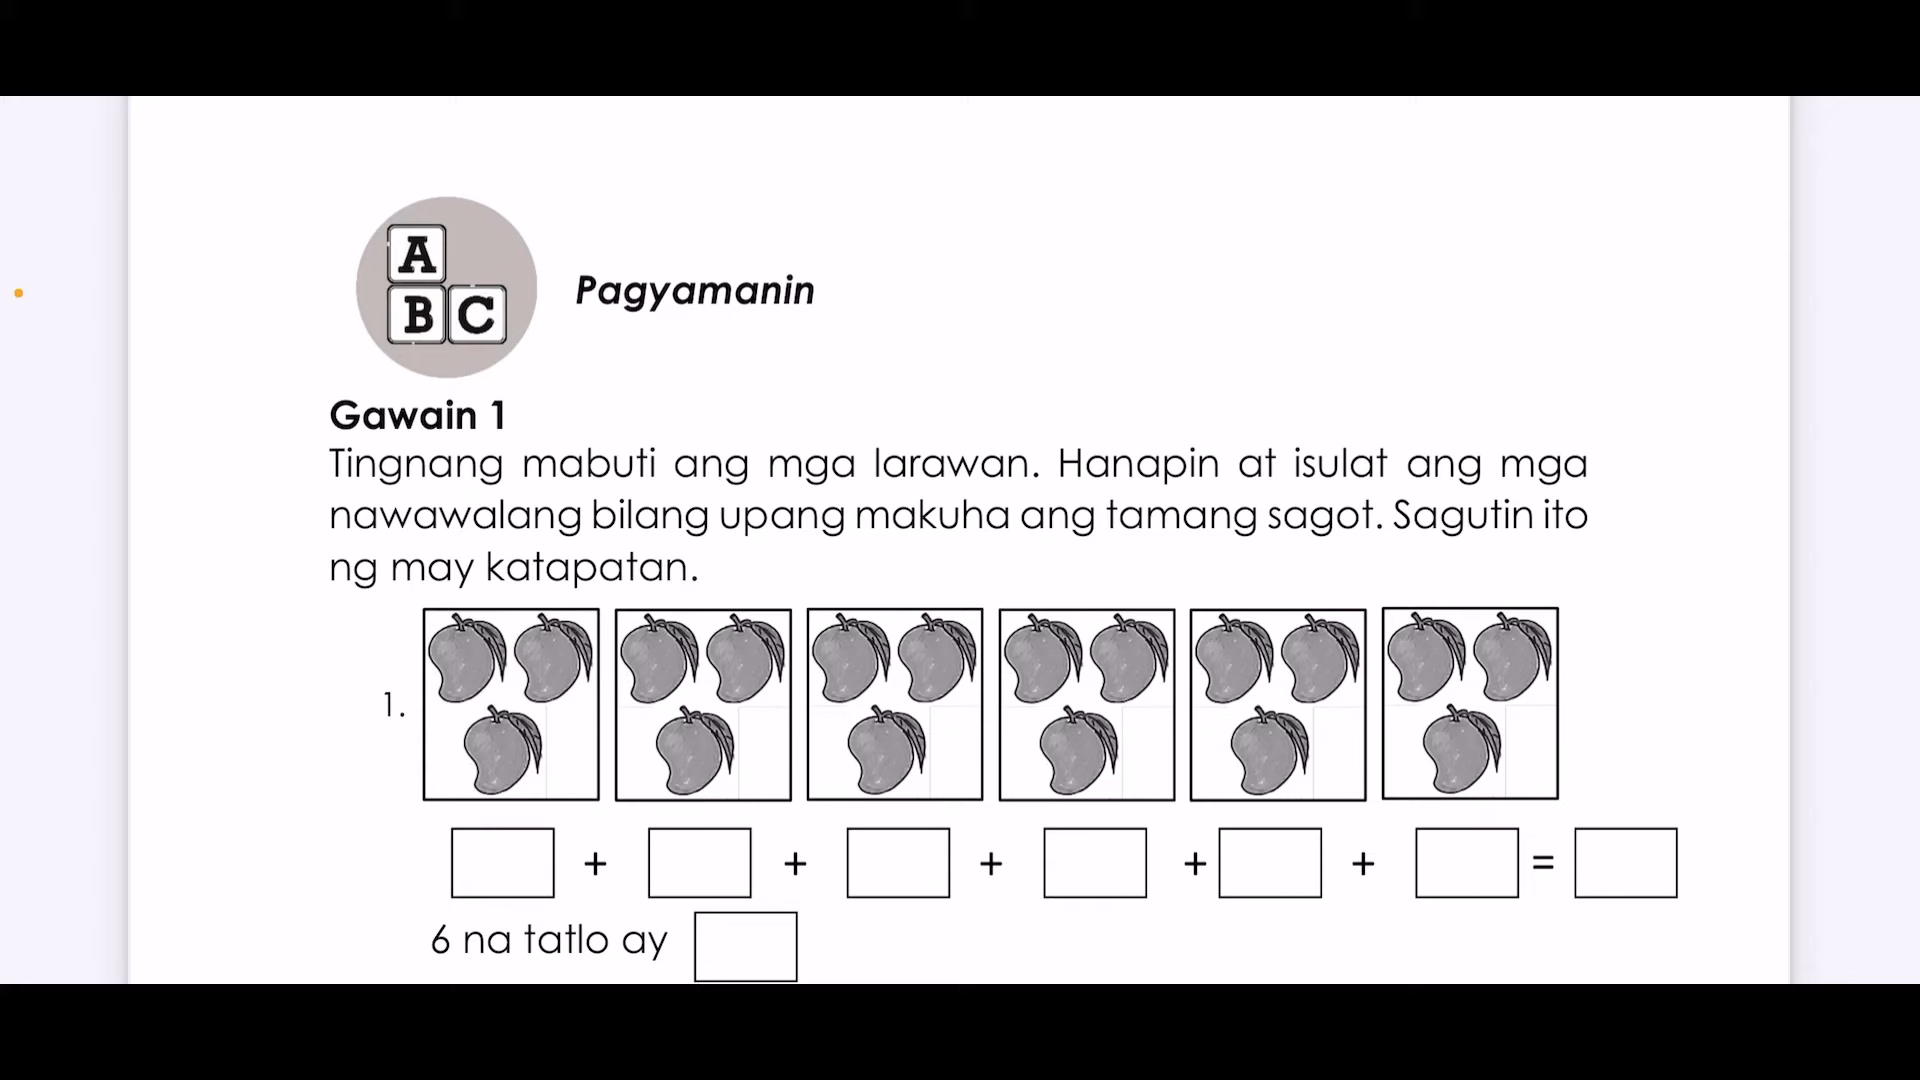 A
B C
Pagyamanin
Gawain 1
Tingnang mabuti ang mga larawan. Hanapin at isulat ang mga
nawawalang bilang upang makuha ang tamang sagot. Sagutin ito
ng may katapatan.
1.
+ + + + + =
6 na tatlo ay